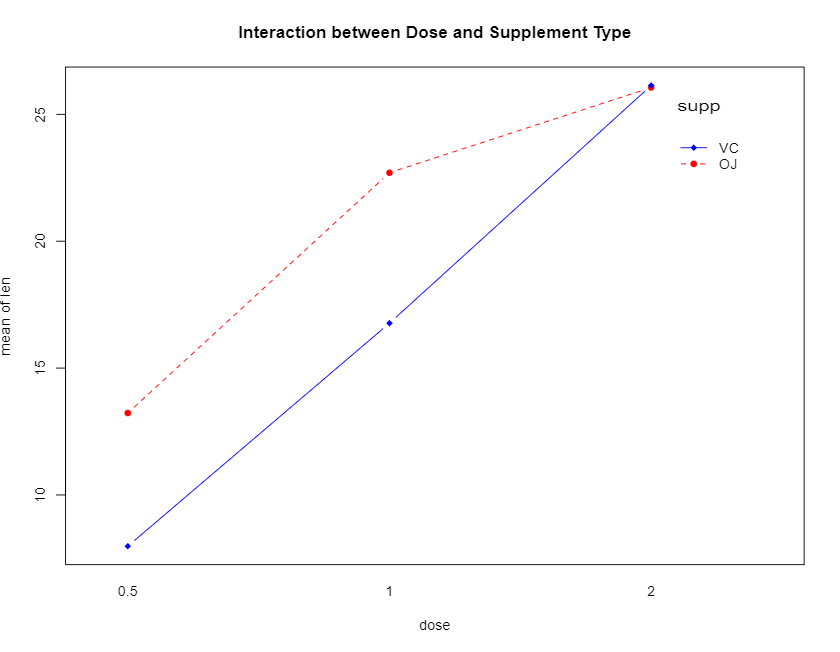 Interaction between Dose and Supplement Type
mean of len
25
20
15
10
supp
VC
OJ
0.5
1
2
dose